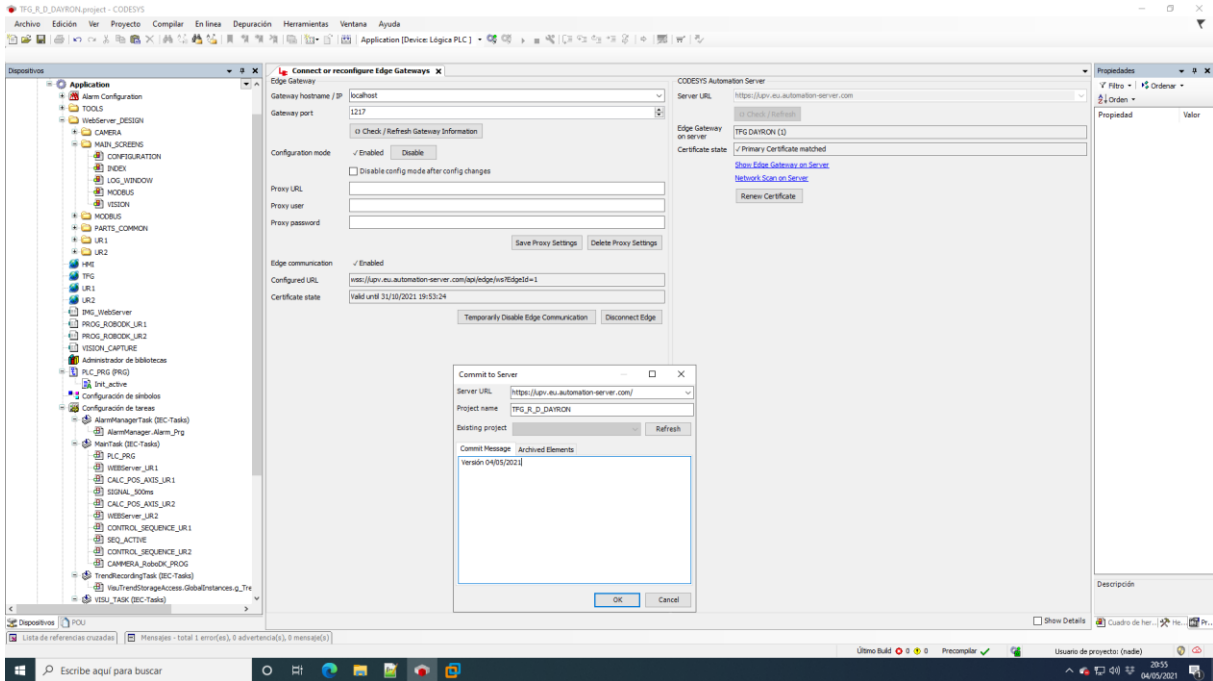 TFG_R_D_DAYRON.project - CODESYS
Archivo Edición Ver Proyecto Compilar En línea Depuración Herramientas Ventana Ayuda
Application [Device: Lógica PLC]
Dispositivos
Application
Alarm Configuration
TOOLS
WebServer_DESIGN
CAMERA
MAIN_SCREENS
CONFIGURATION
INDEX
LOG_WINDOW
MODBUS
VISION
MODBUS
PARTS_COMMON
UR1
UR2
HMI
TFG
UR1
UR2
IMG_WebServer
PROG_ROBODK_UR1
PROG_ROBODK_UR2
VISION_CAPTURE
Administrador de bibliotecas
PLC_PRG (PRG)
Init_active
Configuración de símbolos
Configuración de tareas
AlarmManagerTask (IEC-Tasks)
AlarmManager.Alarm_Prg
MainTask (IEC-Tasks)
PLC_PRG
WEBServer_UR1
CALC_POS_AXIS_UR1
SIGNAL_500ms
CALC_POS_AXIS_UR2
WEBServer_UR2
CONTROL_SEQUENCE_UR1
SEQ_ACTIVE
CONTROL_SEQUENCE_UR2
CAMMERA_RoboDK_PROG
TrendRecordingTask (IEC-Tasks)
VisuTrendStorageAccess.GlobalInstances.g_Tre
VISU_TASK (IEC-Tasks)
Dispositivos POU
Connect or reconfigure Edge Gateways X
Edge Gateway
Gateway hostname / IP localhost
Gateway port 1217
Check / Refresh Gateway Information
Configuration mode ✓Enabled Disable
Disable config mode after config changes
Proxy URL
Proxy user
Proxy password
Save Proxy Settings Delete Proxy Settings
Edge communication ✓Enabled
Configured URL wss://upv.eu.automation-server.com/api/edge/ws?EdgeId=1
Certificate state Valid until 31/10/2021 19:53:24
Temporarily Disable Edge Communication Disconnect Edge
CODESYS Automation Server
Server URL https://upv.eu.automation-server.com
Check / Refresh
Edge Gateway on server TFG DAYRON (1)
Certificate state ✓Primary Certificate matched
Show Edge Gateway on Server
Network Scan on Server
Renew Certificate
Commit to Server
Server URL https://upv.eu.automation-server.com/
Project name TFG_R_D_DAYRON
Existing project Refresh
Commit Message Archived Elements
Versión 04/05/2021
OK Cancel
Show Details
Propiedades
Filtro Ordenar
Orden
Propiedad Valor
Descripción
Cuadro de her... He... Pr...
Lista de referencias cruzadas Mensajes - total 1 error(es), 0 advertencia(s), 0 mensaje(s)
Último Build 0 0 Precompilar ✓ Usuario de proyecto: (nadie)
Escribe aquí para buscar
20:55
04/05/2021